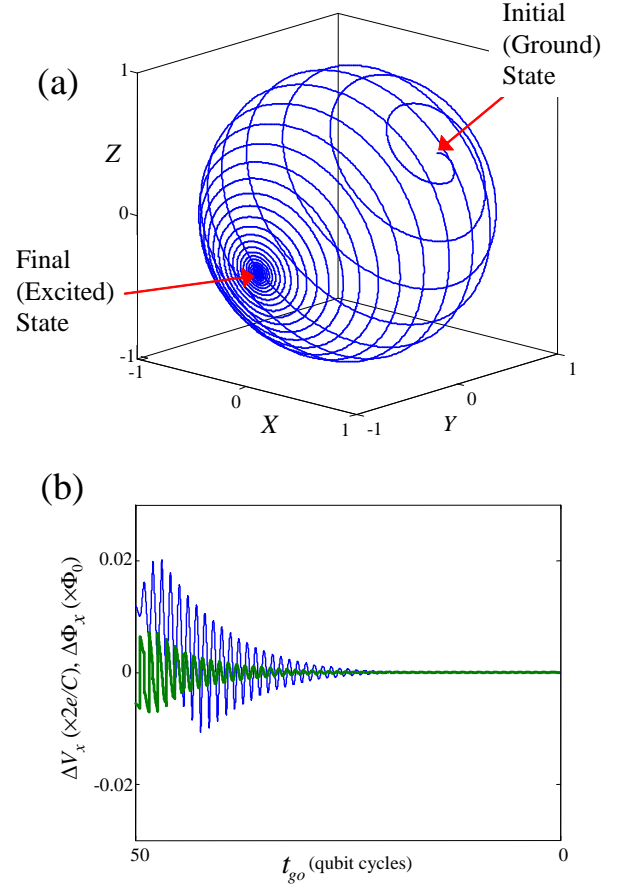 (a)
Initial
(Ground)
State
1
Z
0
Final
(Excited)
State
-1
-1
0
X
1
-1
0
Y
1
(b)
ΔV_x (×2e/C), ΔΦ_x (×Φ_0)
0.02
0
-0.02
50
t_go (qubit cycles)
0